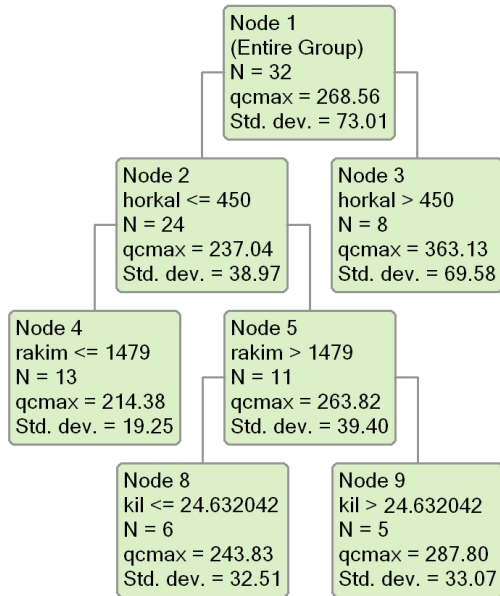 Node 1
(Entire Group)
N = 32
qcmax = 268.56
Std. dev. = 73.01
Node 2
horkal <= 450
N = 24
qcmax = 237.04
Std. dev. = 38.97
Node 3
horkal > 450
N = 8
qcmax = 363.13
Std. dev. = 69.58
Node 4
rakim <= 1479
N = 13
qcmax = 214.38
Std. dev. = 19.25
Node 5
rakim > 1479
N = 11
qcmax = 263.82
Std. dev. = 39.40
Node 8
kil <= 24.632042
N = 6
qcmax = 243.83
Std. dev. = 32.51
Node 9
kil > 24.632042
N = 5
qcmax = 287.80
Std. dev. = 33.07